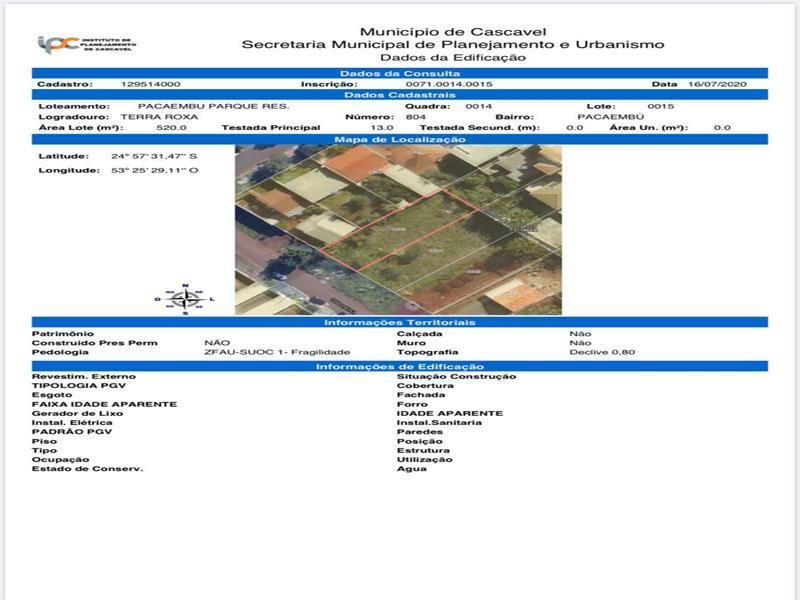 ipc INSTITUTO DE
PLANEJAMENTO
DE CASCAVEL
Município de Cascavel
Secretaria Municipal de Planejamento e Urbanismo
Dados da Edificação
Dados da Consulta
Cadastro: 129514000 Inscrição: 0071.0014.0015 Data 16/07/2020
Dados Cadastrais
Loteamento: PACAEMBU PARQUE RES. Quadra: 0014 Lote: 0015
Logradouro: TERRA ROXA Número: 804 Bairro: PACAEMBÚ
Área Lote (m²): 520.0 Testada Principal 13.0 Testada Secund. (m): 0.0 Área Un. (m²): 0.0
Mapa de Localização
Latitude: 24º 57' 31,47" S
Longitude: 53º 25' 29,11" O
N
NO NE
O L
SO SE
S
Informações Territoriais
Patrimônio Calçada Não
Construido Pres Perm NÃO Muro Não
Pedologia ZFAU-SUOC 1- Fragilidade Topografia Declive 0,80
Informações de Edificação
Revestim. Externo Situação Construção
TIPOLOGIA PGV Cobertura
Esgoto Fachada
FAIXA IDADE APARENTE Forro
Gerador de Lixo IDADE APARENTE
Instal. Elétrica Instal.Sanitaria
PADRÃO PGV Paredes
Piso Posição
Tipo Estrutura
Ocupação Utilização
Estado de Conserv. Agua